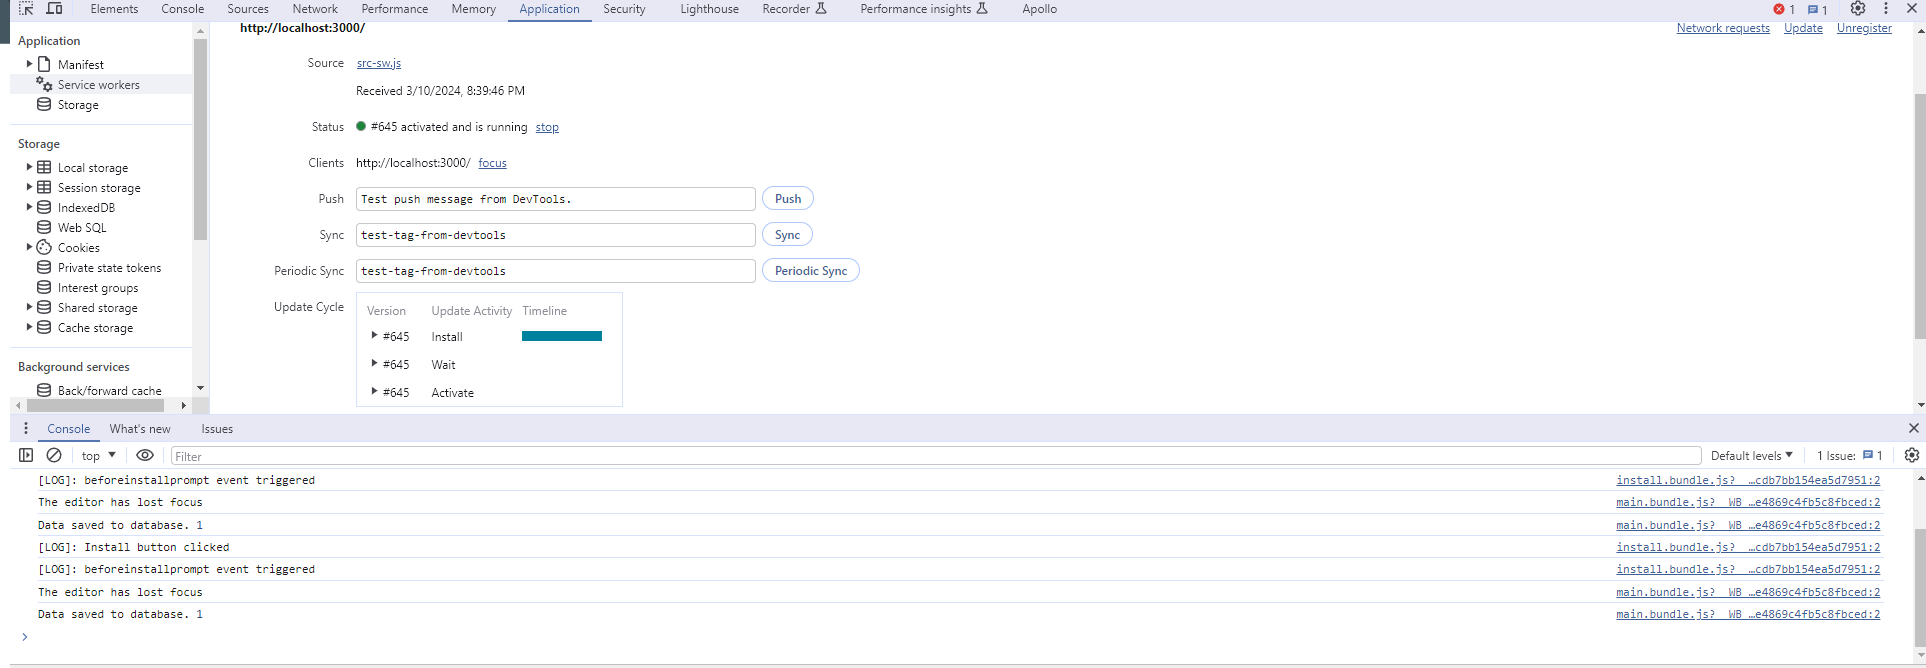 Elements Console Sources Network Performance Memory Application Security Lighthouse Recorder Performance insights Apollo 1 1
Application
Manifest
Service workers
Storage
Storage
Local storage
Session storage
IndexedDB
Web SQL
Cookies
Private state tokens
Interest groups
Shared storage
Cache storage
Background services
Back/forward cache
http://localhost:3000/ Network requests Update Unregister
Source src-sw.js
Received 3/10/2024, 8:39:46 PM
Status #645 activated and is running stop
Clients http://localhost:3000/ focus
Push Test push message from DevTools. Push
Sync test-tag-from-devtools Sync
Periodic Sync test-tag-from-devtools Periodic Sync
Update Cycle Version Update Activity Timeline
#645 Install
#645 Wait
#645 Activate
Console What's new Issues
top Filter Default levels 1 Issue: 1
[LOG]: beforeinstallprompt event triggered install.bundle.js?__…cdb7bb154ea5d7951:2
The editor has lost focus main.bundle.js?__WB_…e4869c4fb5c8fbced:2
Data saved to database. 1 main.bundle.js?__WB_…e4869c4fb5c8fbced:2
[LOG]: Install button clicked install.bundle.js?__…cdb7bb154ea5d7951:2
[LOG]: beforeinstallprompt event triggered install.bundle.js?__…cdb7bb154ea5d7951:2
The editor has lost focus main.bundle.js?__WB_…e4869c4fb5c8fbced:2
Data saved to database. 1 main.bundle.js?__WB_…e4869c4fb5c8fbced:2